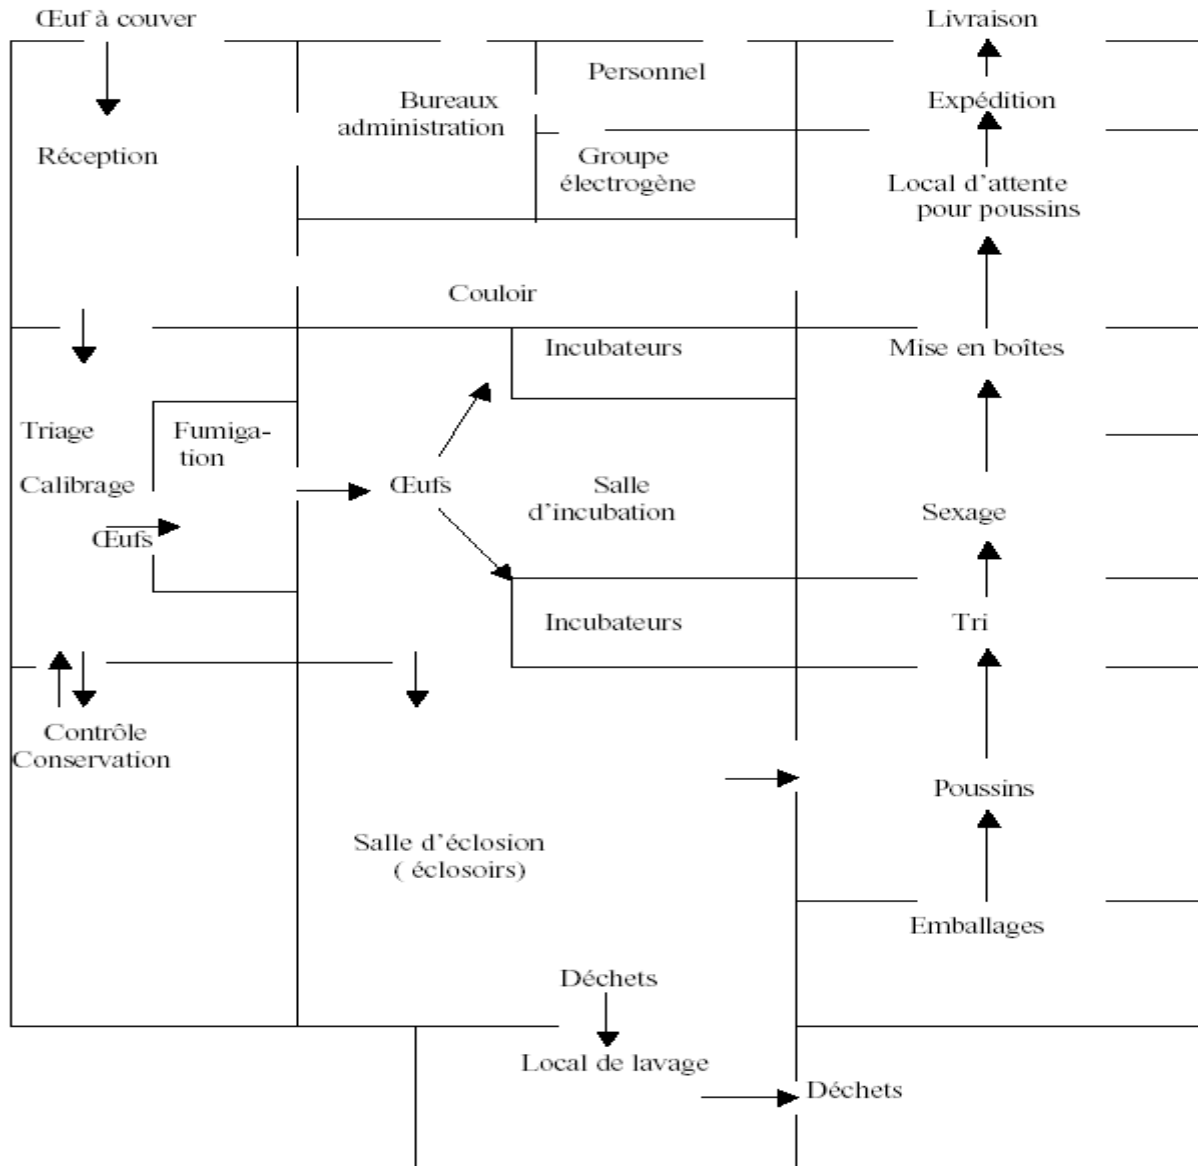 Œuf à couver
Livraison
Personnel
Bureaux
administration
Expédition
Réception
Groupe
électrogène
Local d'attente
pour poussins
Couloir
Incubateurs
Mise en boîtes
Triage
Fumiga-
tion
Calibrage
Œufs
Œufs
Salle
d'incubation
Sexage
Incubateurs
Tri
Contrôle
Conservation
Poussins
Salle d'éclosion
( éclosoirs)
Emballages
Déchets
Local de lavage
Déchets